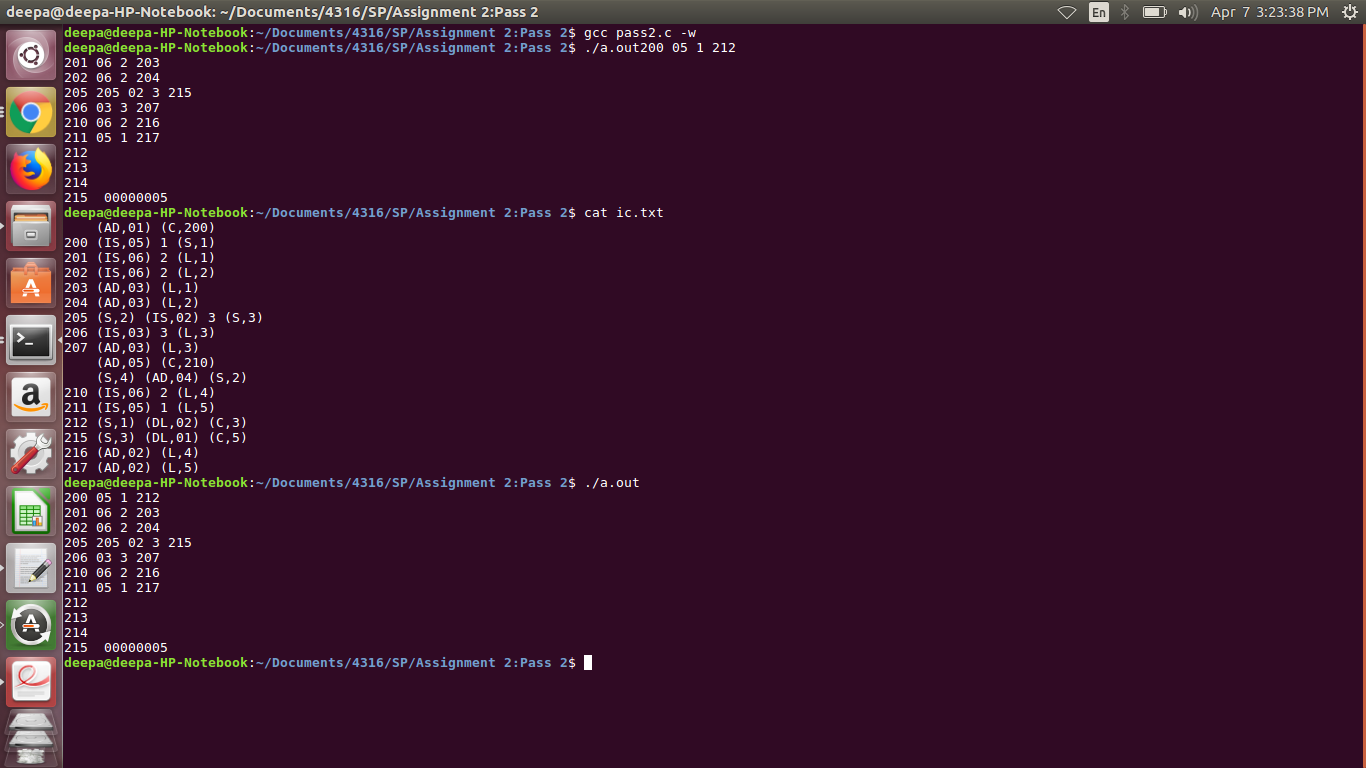 deepa@deepa-HP-Notebook: ~/Documents/4316/SP/Assignment 2:Pass 2 En Apr 7 3:23:38 PM
deepa@deepa-HP-Notebook:~/Documents/4316/SP/Assignment 2:Pass 2$ gcc pass2.c -w
deepa@deepa-HP-Notebook:~/Documents/4316/SP/Assignment 2:Pass 2$ ./a.out200 05 1 212
201 06 2 203
202 06 2 204
205 205 02 3 215
206 03 3 207
210 06 2 216
211 05 1 217
212
213
214
215  00000005
deepa@deepa-HP-Notebook:~/Documents/4316/SP/Assignment 2:Pass 2$ cat ic.txt
    (AD,01) (C,200)
200 (IS,05) 1 (S,1)
201 (IS,06) 2 (L,1)
202 (IS,06) 2 (L,2)
203 (AD,03) (L,1)
204 (AD,03) (L,2)
205 (S,2) (IS,02) 3 (S,3)
206 (IS,03) 3 (L,3)
207 (AD,03) (L,3)
    (AD,05) (C,210)
    (S,4) (AD,04) (S,2)
210 (IS,06) 2 (L,4)
211 (IS,05) 1 (L,5)
212 (S,1) (DL,02) (C,3)
215 (S,3) (DL,01) (C,5)
216 (AD,02) (L,4)
217 (AD,02) (L,5)
deepa@deepa-HP-Notebook:~/Documents/4316/SP/Assignment 2:Pass 2$ ./a.out
200 05 1 212
201 06 2 203
202 06 2 204
205 205 02 3 215
206 03 3 207
210 06 2 216
211 05 1 217
212
213
214
215  00000005
deepa@deepa-HP-Notebook:~/Documents/4316/SP/Assignment 2:Pass 2$